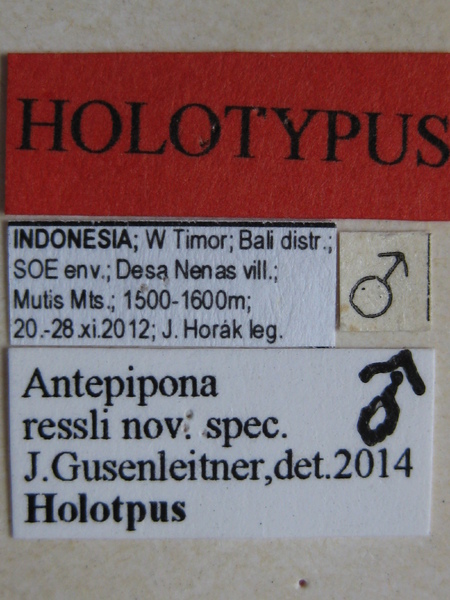 HOLOTYPUS
INDONESIA; W Timor; Bali distr.;
SOE env.; Desa Nenas vill.;
Mutis Mts.; 1500-1600m;
20.-28.xi.2012; J. Horák leg.
♂
Antepipona
ressli nov. spec.
J.Gusenleitner,det.2014
Holotpus
♂